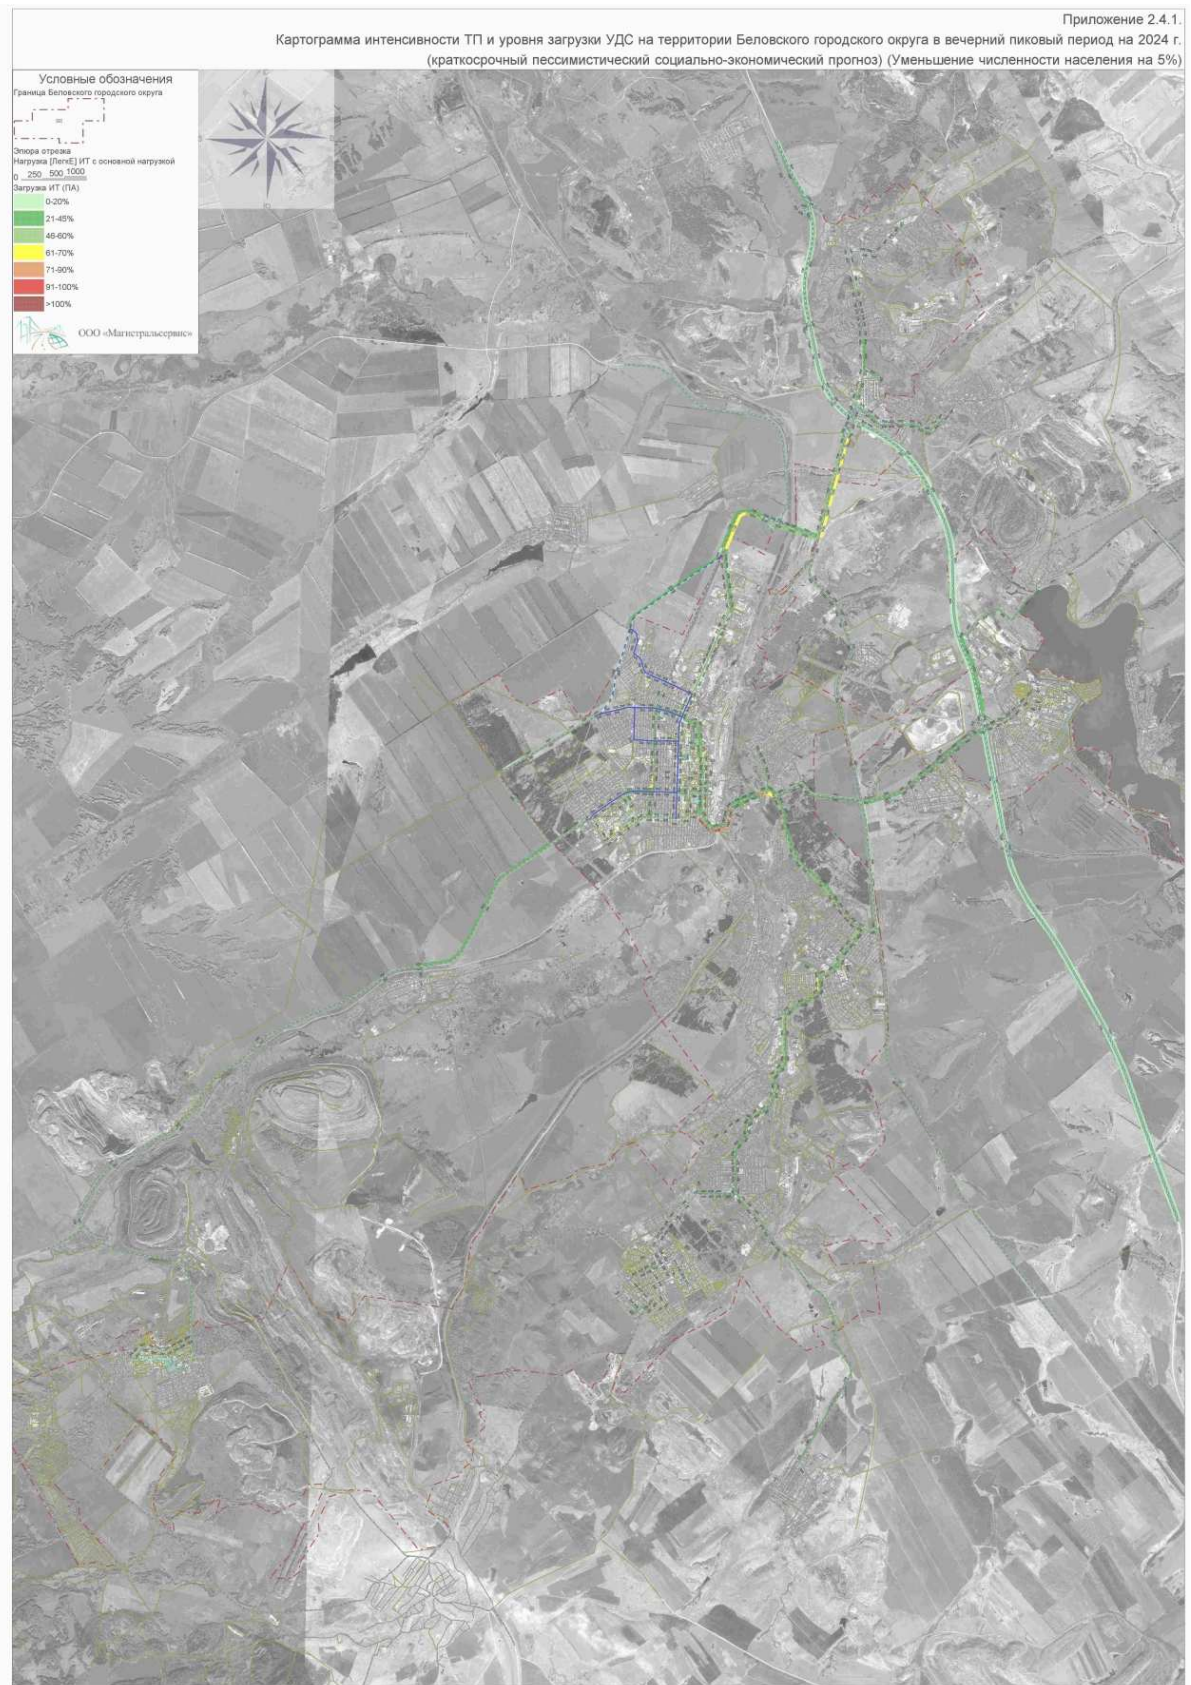 Приложение 2.4.1.
Картограмма интенсивности ТП и уровня загрузки УДС на территории Беловского городского округа в вечерний пиковый период на 2024 г.
(краткосрочный пессимистический социально-экономический прогноз) (Уменьшение численности населения на 5%)
Условные обозначения
Граница Беловского городского округа
Эпюра отрезка
Нагрузка [ЛегкЕ] ИТ с основной нагрузкой
0 250 500 1000
Загрузка ИТ (ПА)
0-20%
21-45%
46-60%
61-70%
71-90%
91-100%
>100%
ООО «Магистральсервис»